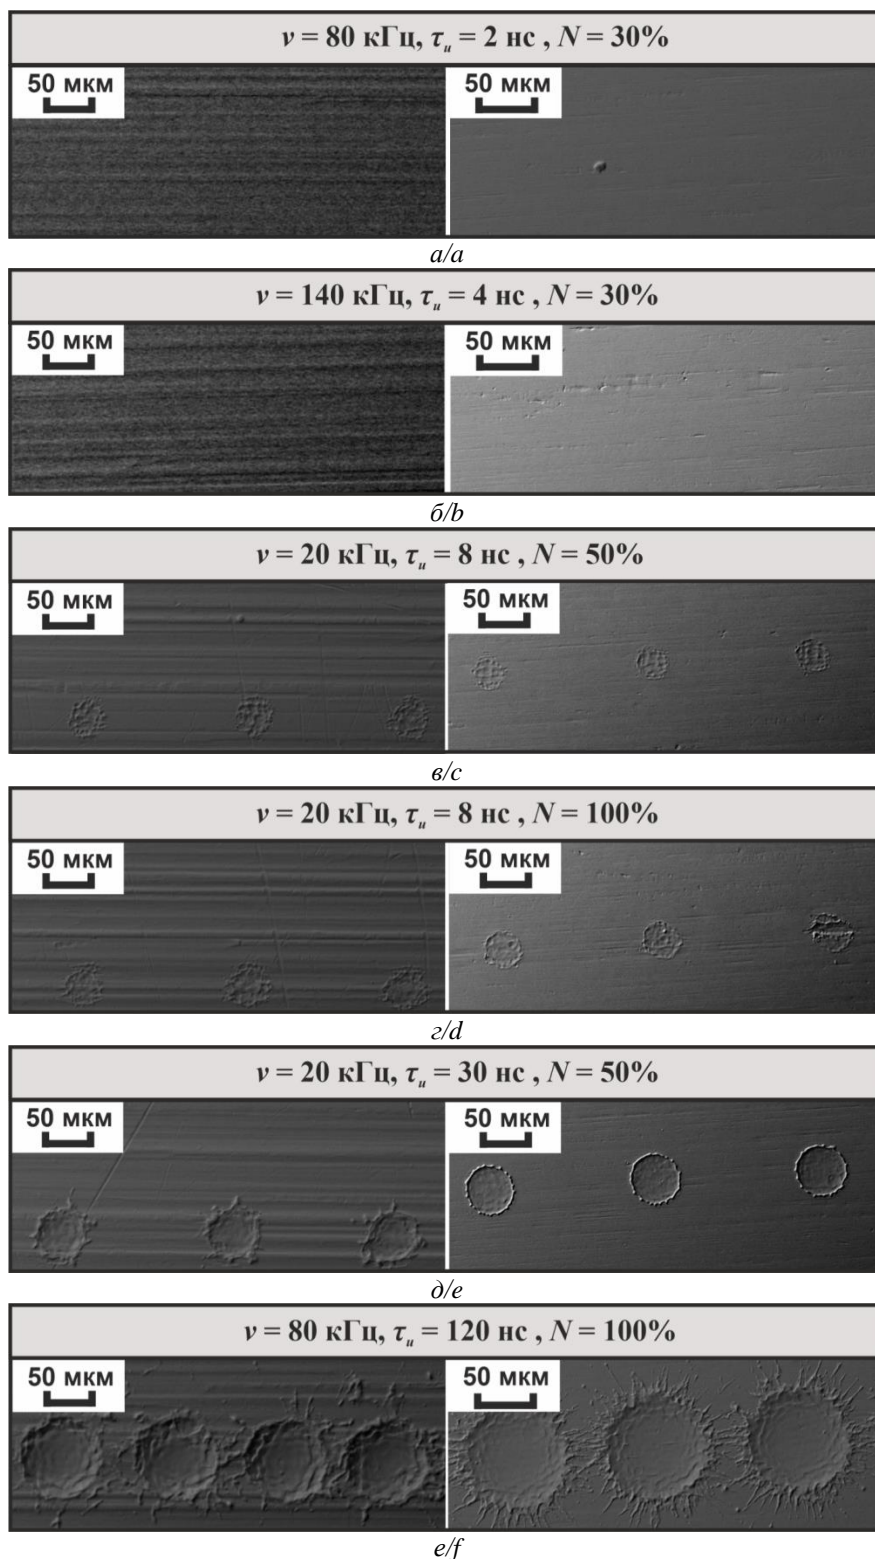 ν = 80 кГц, τи = 2 нс , N = 30%
50 мкм 50 мкм
а/a
ν = 140 кГц, τи = 4 нс , N = 30%
50 мкм 50 мкм
б/b
ν = 20 кГц, τи = 8 нс , N = 50%
50 мкм 50 мкм
в/c
ν = 20 кГц, τи = 8 нс , N = 100%
50 мкм 50 мкм
г/d
ν = 20 кГц, τи = 30 нс , N = 50%
50 мкм 50 мкм
д/e
ν = 80 кГц, τи = 120 нс , N = 100%
50 мкм 50 мкм
е/f